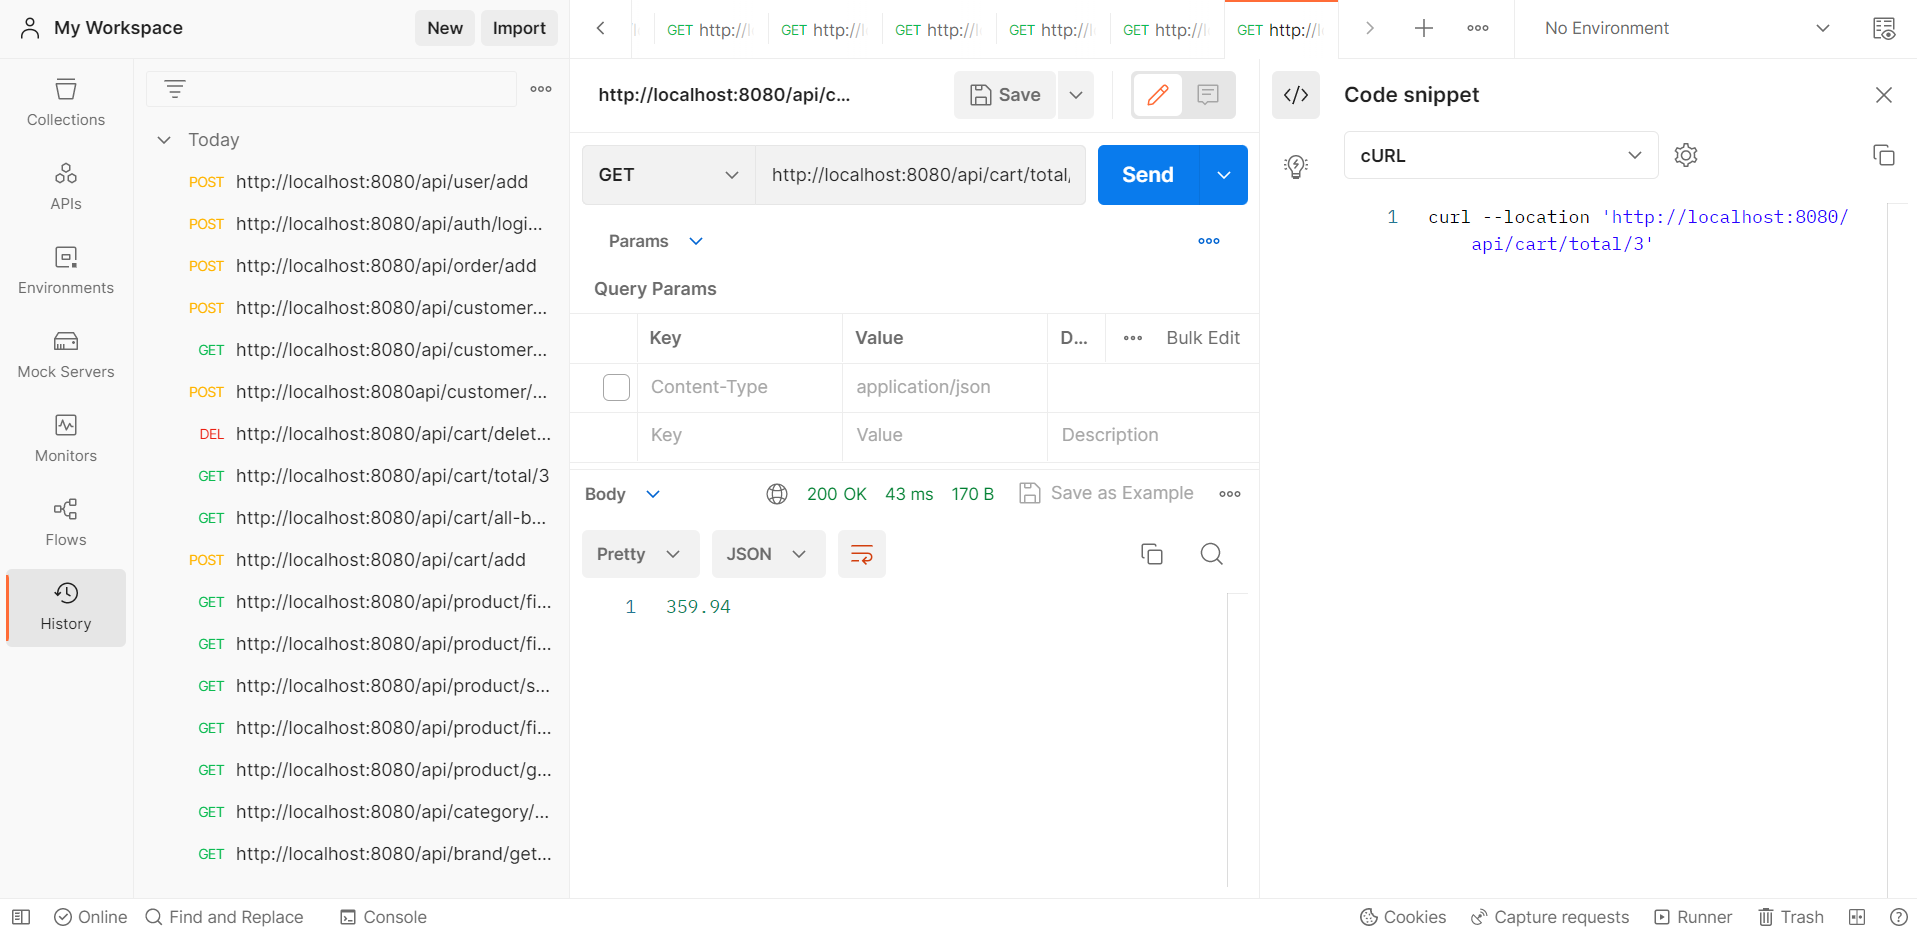 My Workspace
New
Import
GET http://l
GET http://l
GET http://l
GET http://l
GET http://l
GET http://l
No Environment
Collections
APIs
Environments
Mock Servers
Monitors
Flows
History
Today
POST http://localhost:8080/api/user/add
POST http://localhost:8080/api/auth/logi...
POST http://localhost:8080/api/order/add
POST http://localhost:8080/api/customer...
GET http://localhost:8080/api/customer...
POST http://localhost:8080api/customer/...
DEL http://localhost:8080/api/cart/delet...
GET http://localhost:8080/api/cart/total/3
GET http://localhost:8080/api/cart/all-b...
POST http://localhost:8080/api/cart/add
GET http://localhost:8080/api/product/fi...
GET http://localhost:8080/api/product/fi...
GET http://localhost:8080/api/product/s...
GET http://localhost:8080/api/product/fi...
GET http://localhost:8080/api/product/g...
GET http://localhost:8080/api/category/...
GET http://localhost:8080/api/brand/get...
http://localhost:8080/api/c...
Save
GET
http://localhost:8080/api/cart/total,
Send
Params
Query Params
Key Value D... Bulk Edit
Content-Type application/json
Key Value Description
Body 200 OK 43 ms 170 B Save as Example
Pretty JSON
1 359.94
Code snippet
cURL
1 curl --location 'http://localhost:8080/
api/cart/total/3'
Online Find and Replace Console Cookies Capture requests Runner Trash